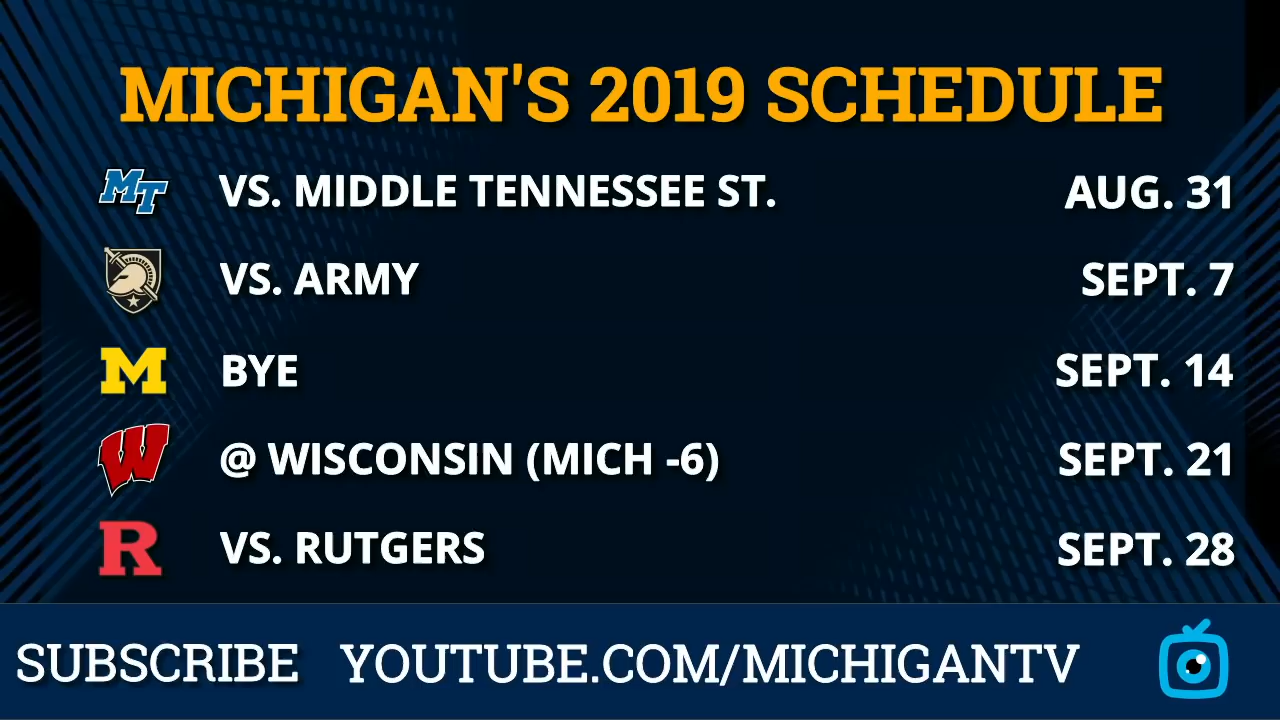 MICHIGAN'S 2019 SCHEDULE
MT VS. MIDDLE TENNESSEE ST. AUG. 31
VS. ARMY SEPT. 7
M BYE SEPT. 14
W @ WISCONSIN (MICH -6) SEPT. 21
R VS. RUTGERS SEPT. 28
SUBSCRIBE YOUTUBE.COM/MICHIGANTV